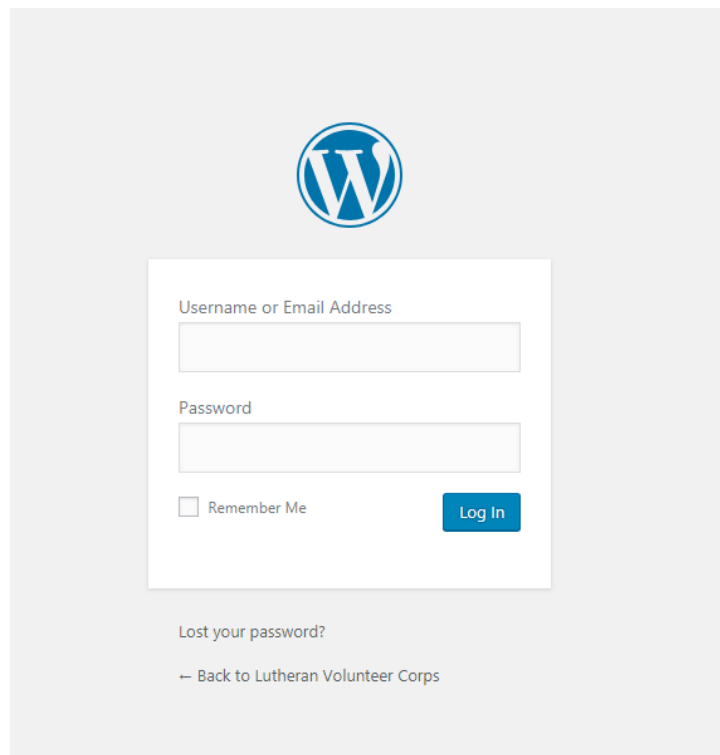 Username or Email Address
Password
Remember Me
Log In
Lost your password?
← Back to Lutheran Volunteer Corps